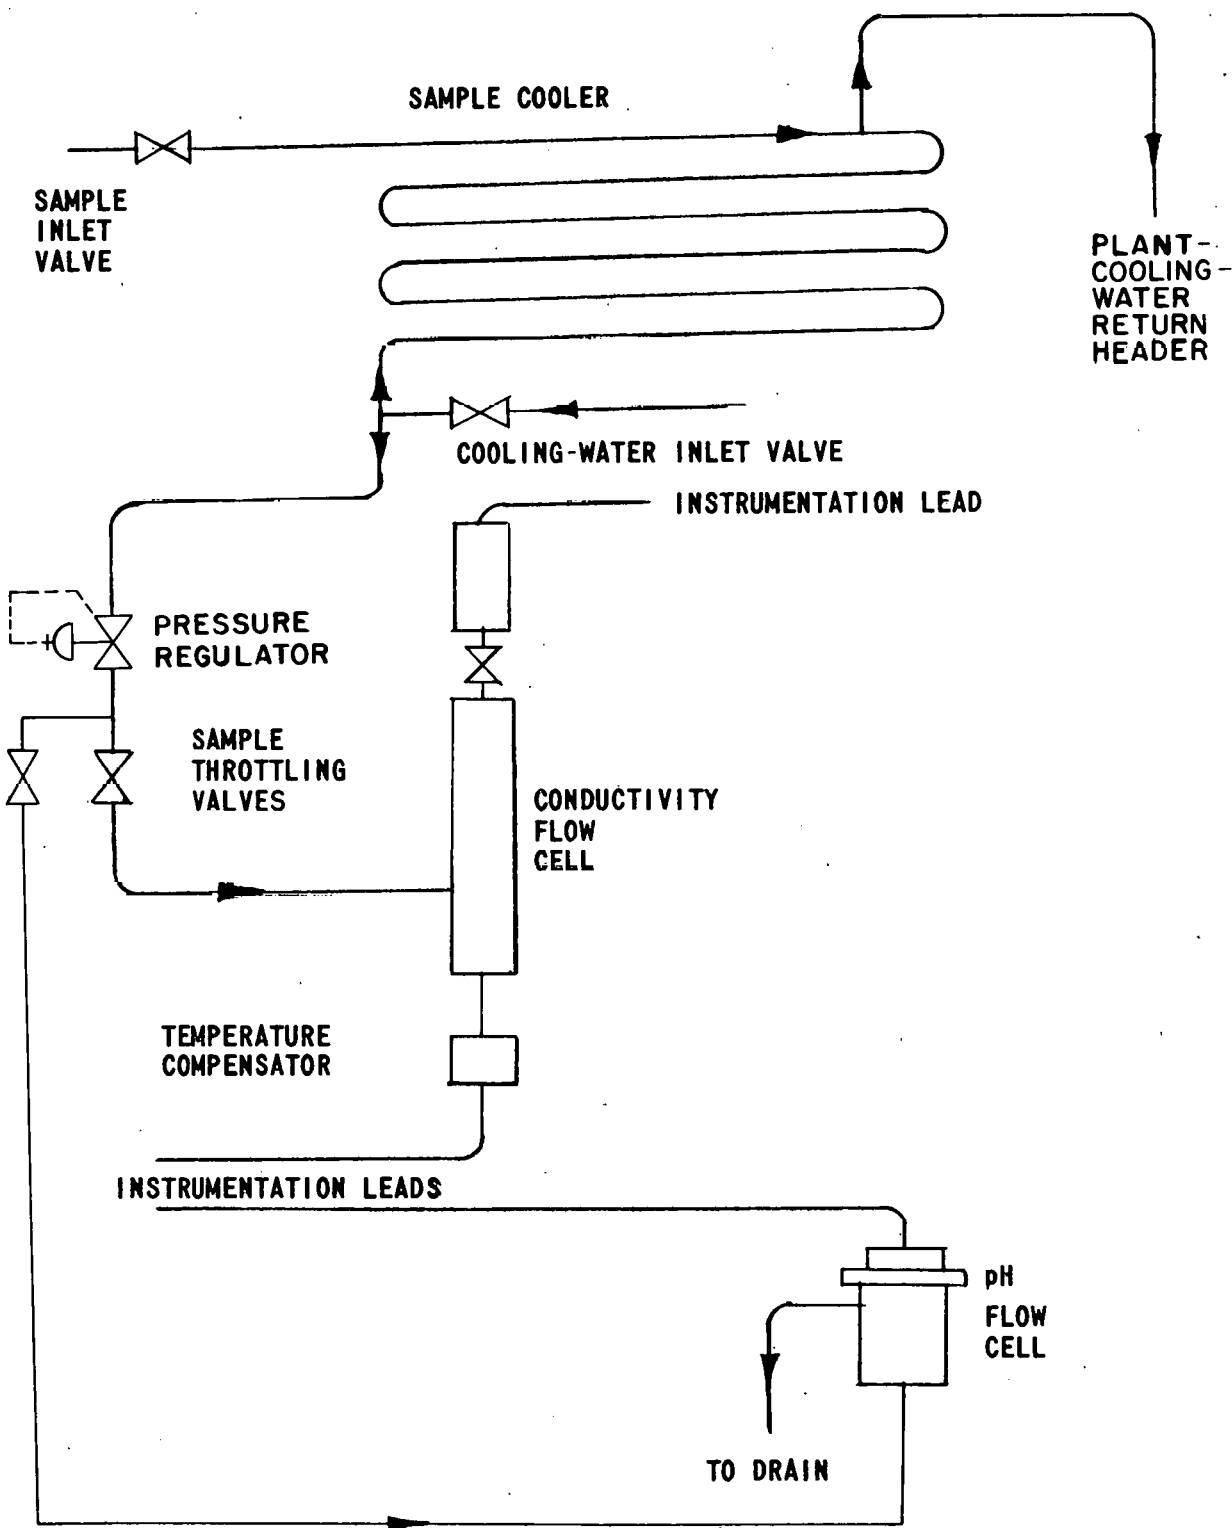 SAMPLE COOLER
SAMPLE
INLET
VALVE
PLANT-
COOLING-
WATER
RETURN
HEADER
COOLING-WATER INLET VALVE
INSTRUMENTATION LEAD
PRESSURE
REGULATOR
SAMPLE
THROTTLING
VALVES
CONDUCTIVITY
FLOW
CELL
TEMPERATURE
COMPENSATOR
INSTRUMENTATION LEADS
pH
FLOW
CELL
TO DRAIN